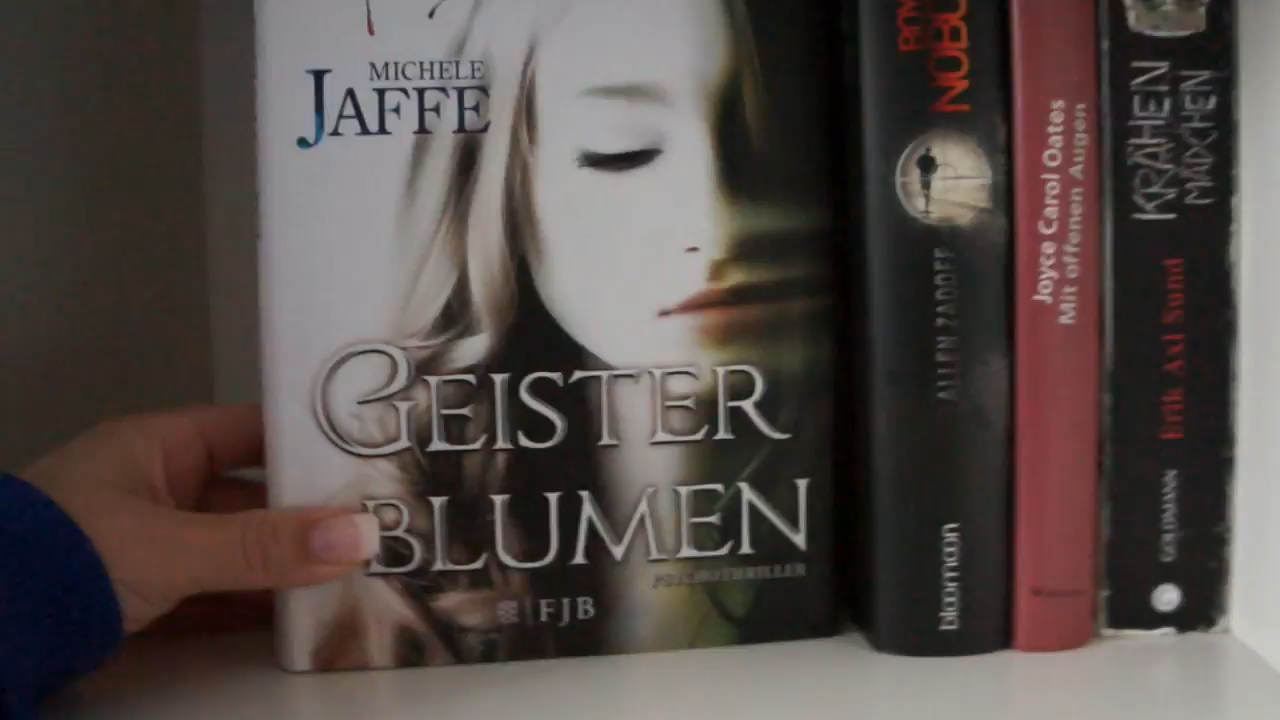 MICHELE
JAFFE
GEISTER
BLUMEN
PSYCHOTHRILLER
FJB
ALLEN ZADOFF
bloomoon
Joyce Carol Oates
Mit offenen Augen
KRÄHEN
MÄDCHEN
Erik Axl Sund
GOLDMANN